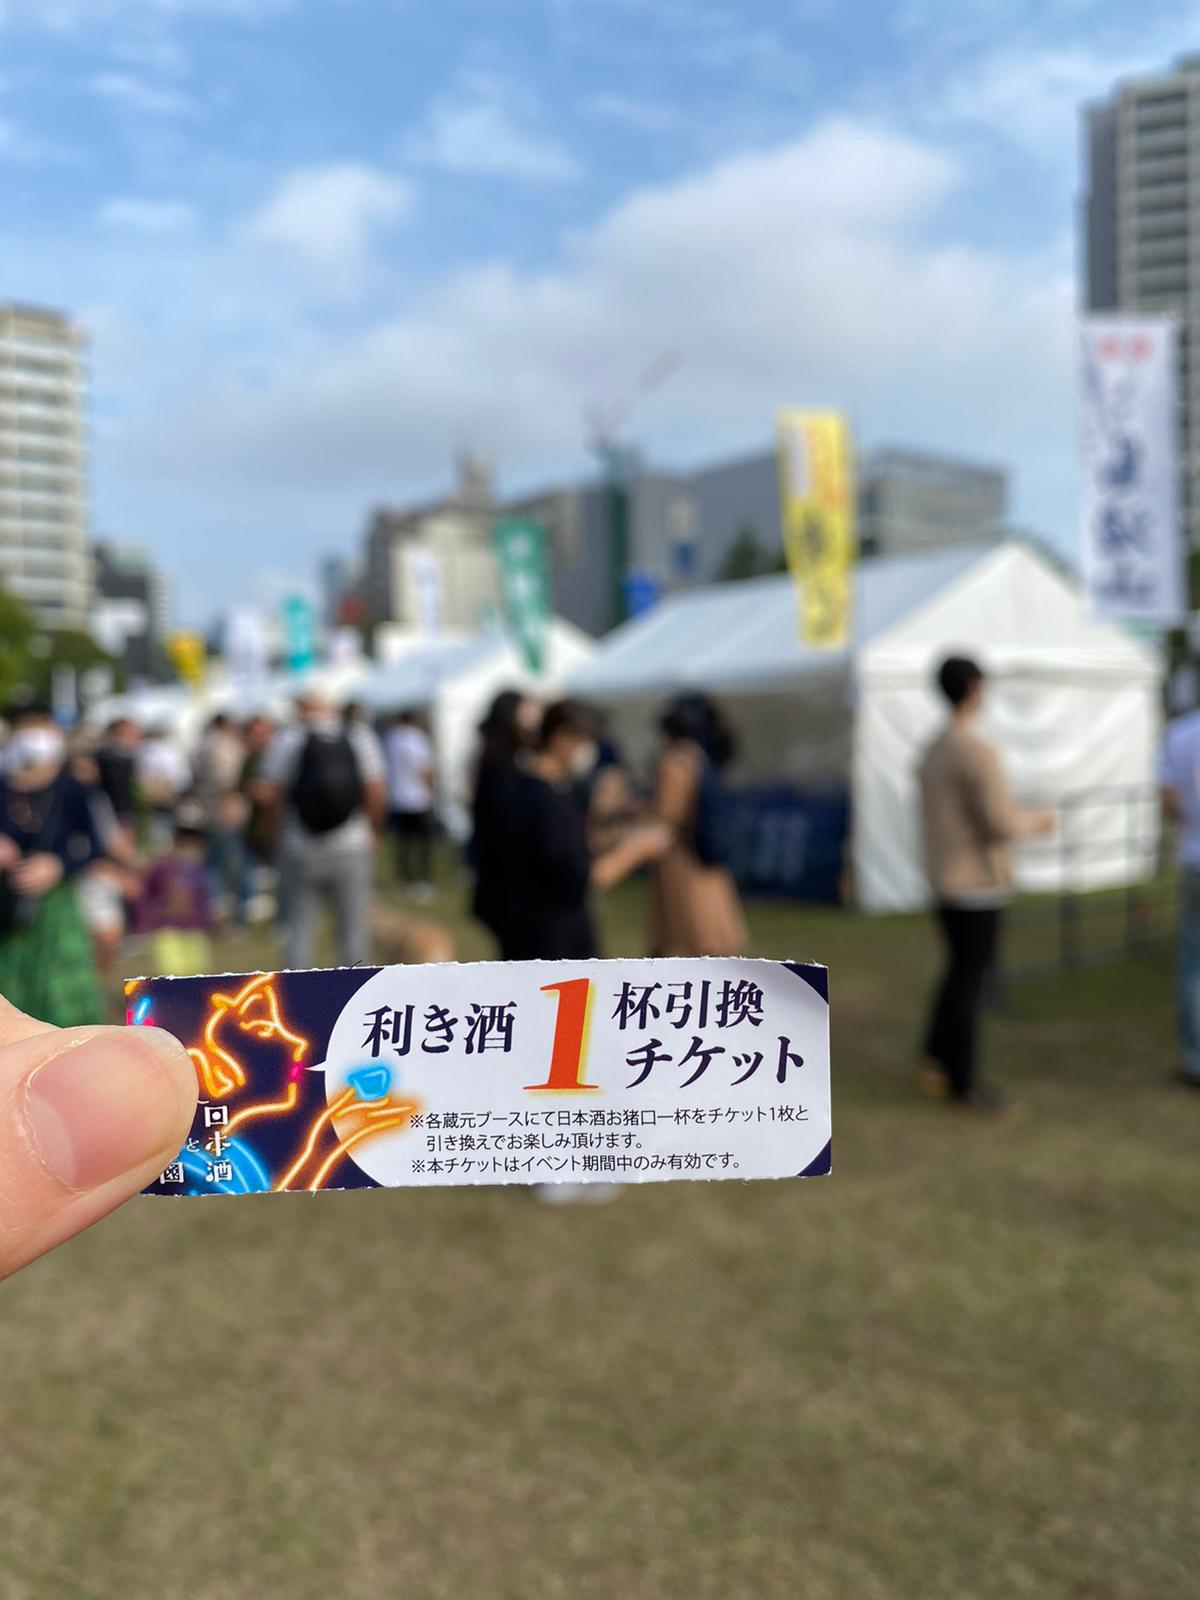 利き酒
1
杯引換
チケット
※各蔵元ブースにて日本酒お猪口一杯をチケット1枚と
引き換えでお楽しみ頂けます。
※本チケットはイベント期間中のみ有効です。
日本酒
と